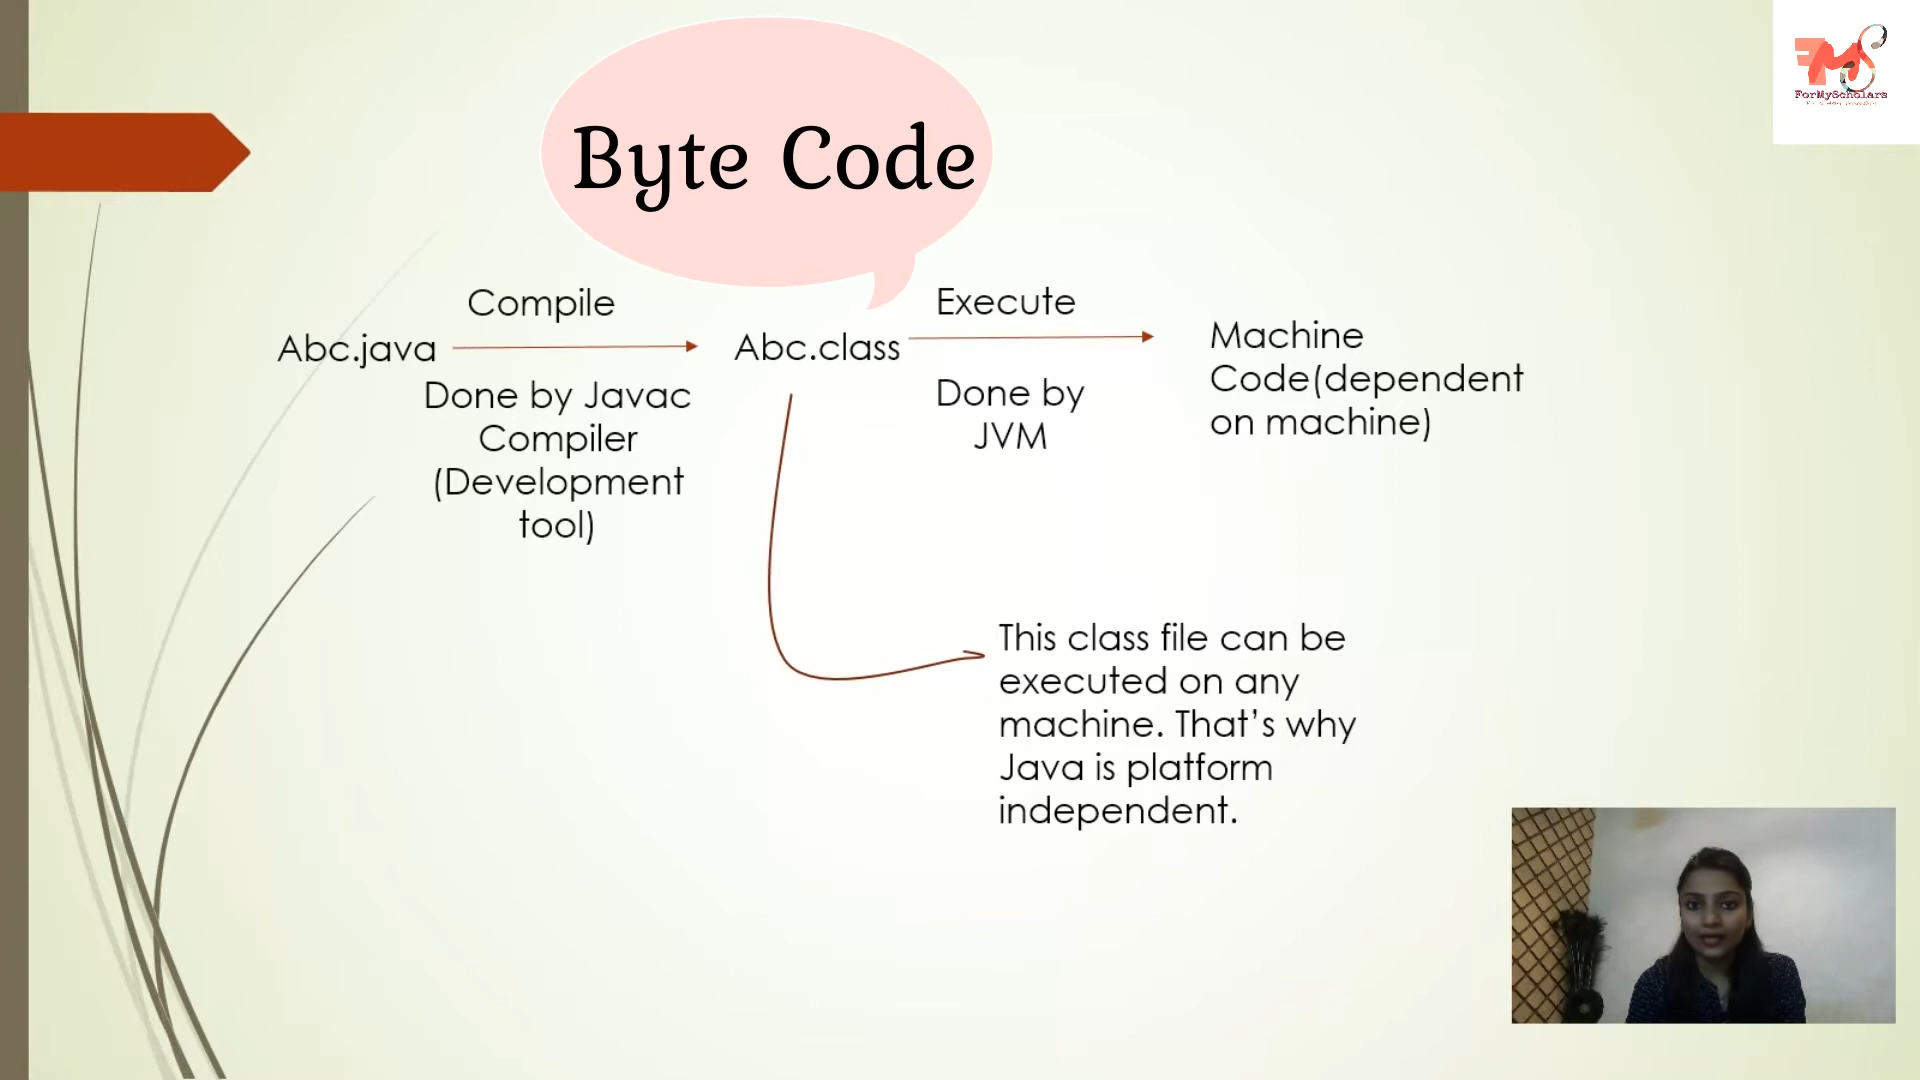 Byte Code
ForMyScholars
Compile
Execute
Abc.java
Abc.class
Machine
Code(dependent
on machine)
Done by Javac
Compiler
(Development
tool)
Done by
JVM
This class file can be
executed on any
machine. That’s why
Java is platform
independent.